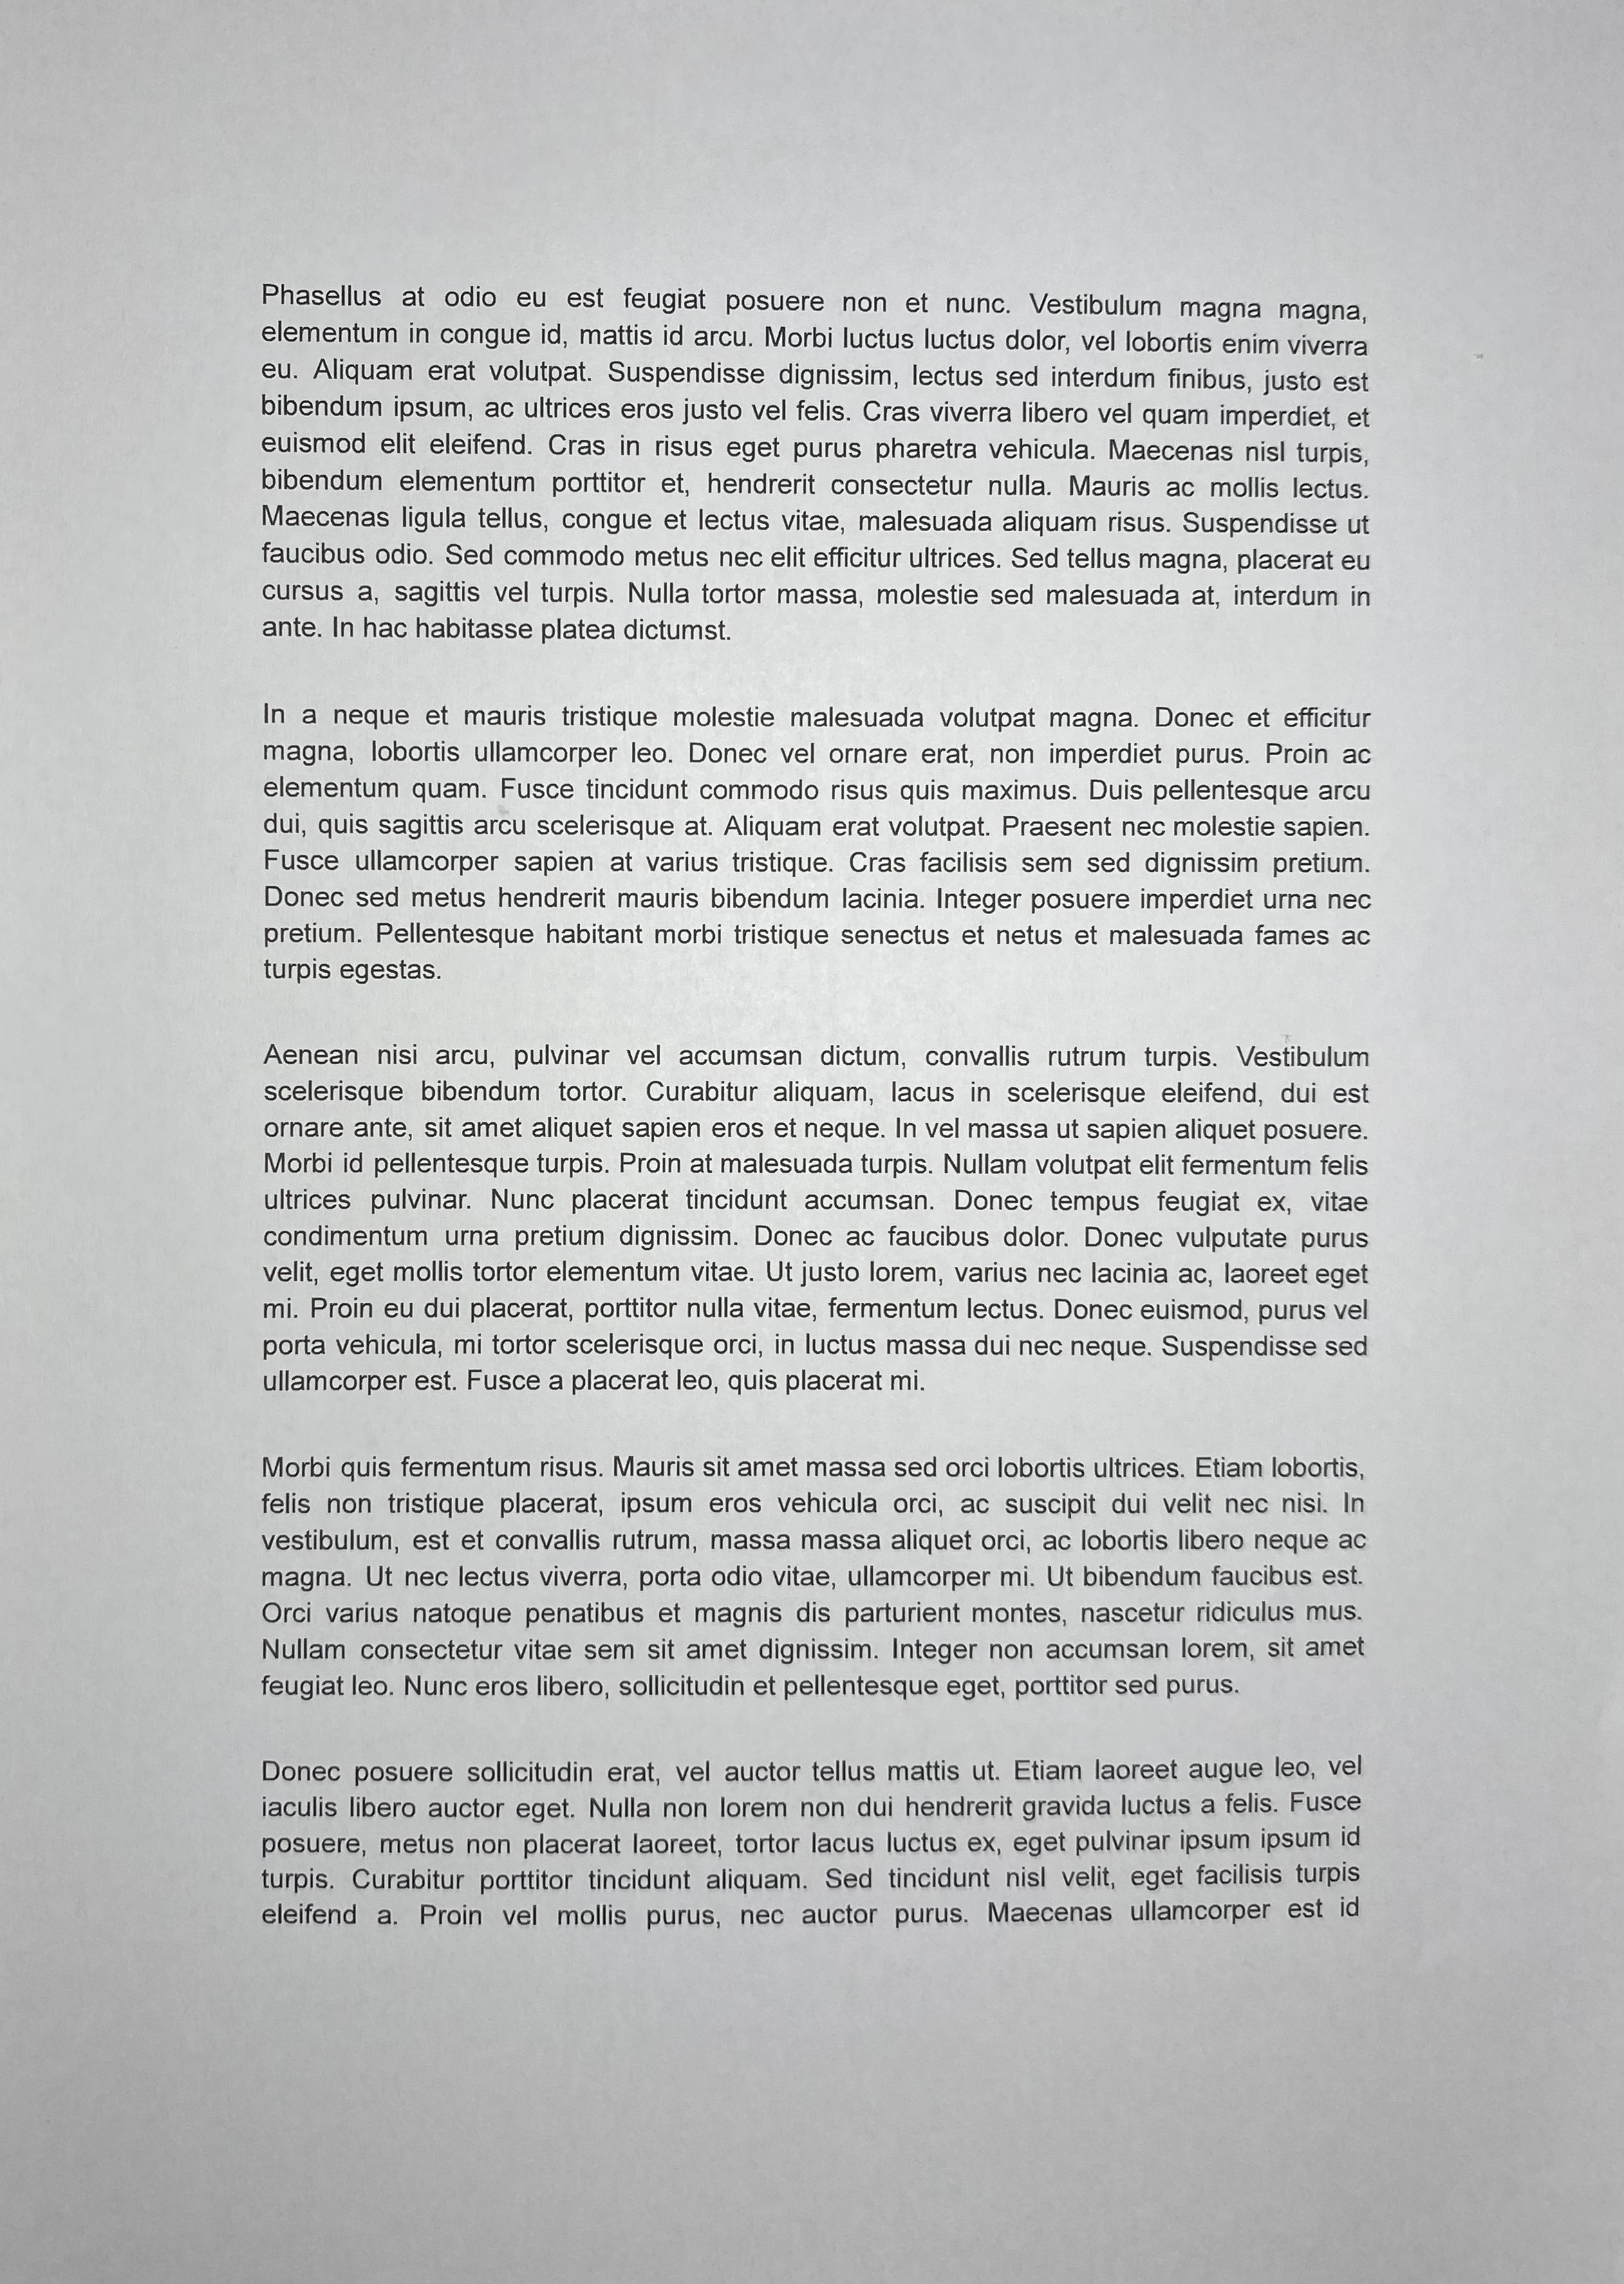 Phasellus at odio eu est feugiat posuere non et nunc. Vestibulum magna magna,
elementum in congue id, mattis id arcu. Morbi luctus luctus dolor, vel lobortis enim viverra
eu. Aliquam erat volutpat. Suspendisse dignissim, lectus sed interdum finibus, justo est
bibendum ipsum, ac ultrices eros justo vel felis. Cras viverra libero vel quam imperdiet, et
euismod elit eleifend. Cras in risus eget purus pharetra vehicula. Maecenas nisl turpis,
bibendum elementum porttitor et, hendrerit consectetur nulla. Mauris ac mollis lectus.
Maecenas ligula tellus, congue et lectus vitae, malesuada aliquam risus. Suspendisse ut
faucibus odio. Sed commodo metus nec elit efficitur ultrices. Sed tellus magna, placerat eu
cursus a, sagittis vel turpis. Nulla tortor massa, molestie sed malesuada at, interdum in
ante. In hac habitasse platea dictumst.
In a neque et mauris tristique molestie malesuada volutpat magna. Donec et efficitur
magna, lobortis ullamcorper leo. Donec vel ornare erat, non imperdiet purus. Proin ac
elementum quam. Fusce tincidunt commodo risus quis maximus. Duis pellentesque arcu
dui, quis sagittis arcu scelerisque at. Aliquam erat volutpat. Praesent nec molestie sapien.
Fusce ullamcorper sapien at varius tristique. Cras facilisis sem sed dignissim pretium.
Donec sed metus hendrerit mauris bibendum lacinia. Integer posuere imperdiet urna nec
pretium. Pellentesque habitant morbi tristique senectus et netus et malesuada fames ac
turpis egestas.
Aenean nisi arcu, pulvinar vel accumsan dictum, convallis rutrum turpis. Vestibulum
scelerisque bibendum tortor. Curabitur aliquam, lacus in scelerisque eleifend, dui est
ornare ante, sit amet aliquet sapien eros et neque. In vel massa ut sapien aliquet posuere.
Morbi id pellentesque turpis. Proin at malesuada turpis. Nullam volutpat elit fermentum felis
ultrices pulvinar. Nunc placerat tincidunt accumsan. Donec tempus feugiat ex, vitae
condimentum urna pretium dignissim. Donec ac faucibus dolor. Donec vulputate purus
velit, eget mollis tortor elementum vitae. Ut justo lorem, varius nec lacinia ac, laoreet eget
mi. Proin eu dui placerat, porttitor nulla vitae, fermentum lectus. Donec euismod, purus vel
porta vehicula, mi tortor scelerisque orci, in luctus massa dui nec neque. Suspendisse sed
ullamcorper est. Fusce a placerat leo, quis placerat mi.
Morbi quis fermentum risus. Mauris sit amet massa sed orci lobortis ultrices. Etiam lobortis,
felis non tristique placerat, ipsum eros vehicula orci, ac suscipit dui velit nec nisi. In
vestibulum, est et convallis rutrum, massa massa aliquet orci, ac lobortis libero neque ac
magna. Ut nec lectus viverra, porta odio vitae, ullamcorper mi. Ut bibendum faucibus est.
Orci varius natoque penatibus et magnis dis parturient montes, nascetur ridiculus mus.
Nullam consectetur vitae sem sit amet dignissim. Integer non accumsan lorem, sit amet
feugiat leo. Nunc eros libero, sollicitudin et pellentesque eget, porttitor sed purus.
Donec posuere sollicitudin erat, vel auctor tellus mattis ut. Etiam laoreet augue leo, vel
iaculis libero auctor eget. Nulla non lorem non dui hendrerit gravida luctus a felis. Fusce
posuere, metus non placerat laoreet, tortor lacus luctus ex, eget pulvinar ipsum ipsum id
turpis. Curabitur porttitor tincidunt aliquam. Sed tincidunt nisl velit, eget facilisis turpis
eleifend a. Proin vel mollis purus, nec auctor purus. Maecenas ullamcorper est id